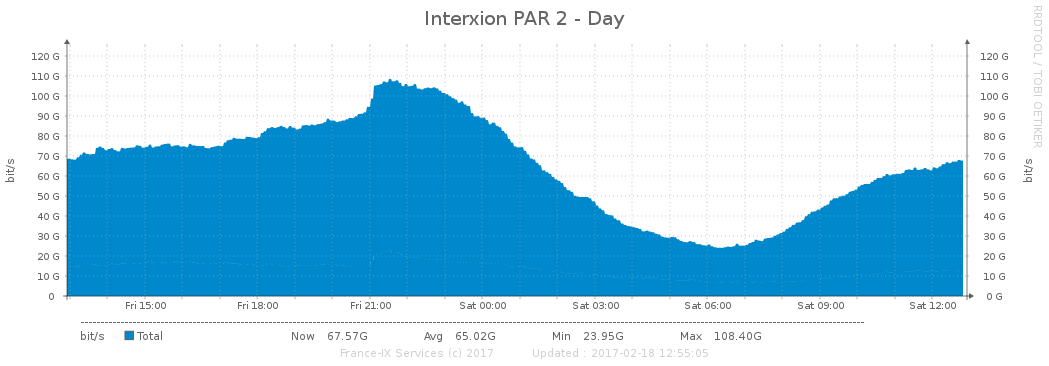 Interxion PAR 2 - Day
RRDTOOL / TOBI OETIKER
120 G 120 G
110 G 110 G
100 G 100 G
90 G 90 G
80 G 80 G
70 G 70 G
60 G 60 G
50 G 50 G
40 G 40 G
30 G 30 G
20 G 20 G
10 G 10 G
0 0 G
bit/s bit/s
Fri 15:00 Fri 18:00 Fri 21:00 Sat 00:00 Sat 03:00 Sat 06:00 Sat 09:00 Sat 12:00
bit/s Total Now 67.57G Avg 65.02G Min 23.95G Max 108.40G
France-IX Services (c) 2017 Updated : 2017-02-18 12:55:05